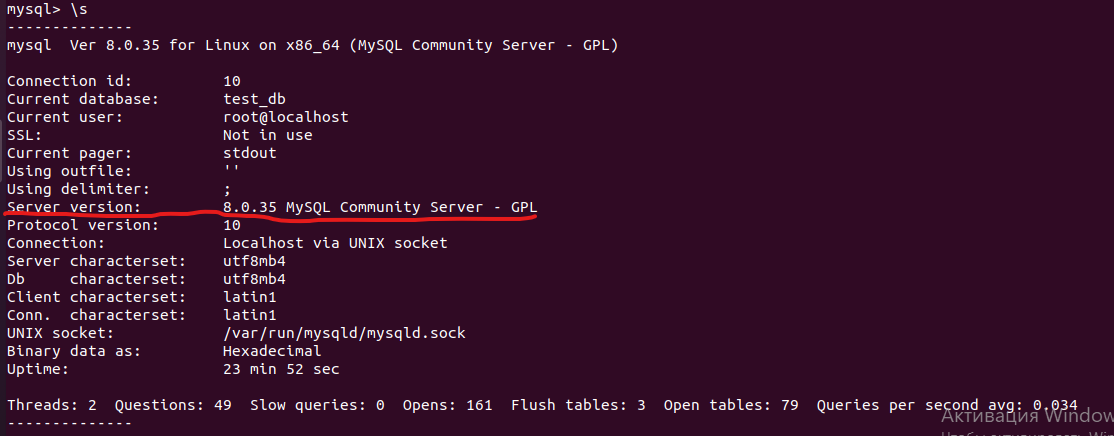 mysql> \s
--------------
mysql  Ver 8.0.35 for Linux on x86_64 (MySQL Community Server - GPL)
Connection id:          10
Current database:       test_db
Current user:           root@localhost
SSL:                    Not in use
Current pager:          stdout
Using outfile:          ''
Using delimiter:        ;
Server version:         8.0.35 MySQL Community Server - GPL
Protocol version:       10
Connection:             Localhost via UNIX socket
Server characterset:    utf8mb4
Db     characterset:    utf8mb4
Client characterset:    latin1
Conn.  characterset:    latin1
UNIX socket:            /var/run/mysqld/mysqld.sock
Binary data as:         Hexadecimal
Uptime:                 23 min 52 sec
Threads: 2  Questions: 49  Slow queries: 0  Opens: 161  Flush tables: 3  Open tables: 79  Queries per second avg: 0.034
Активация Window
--------------